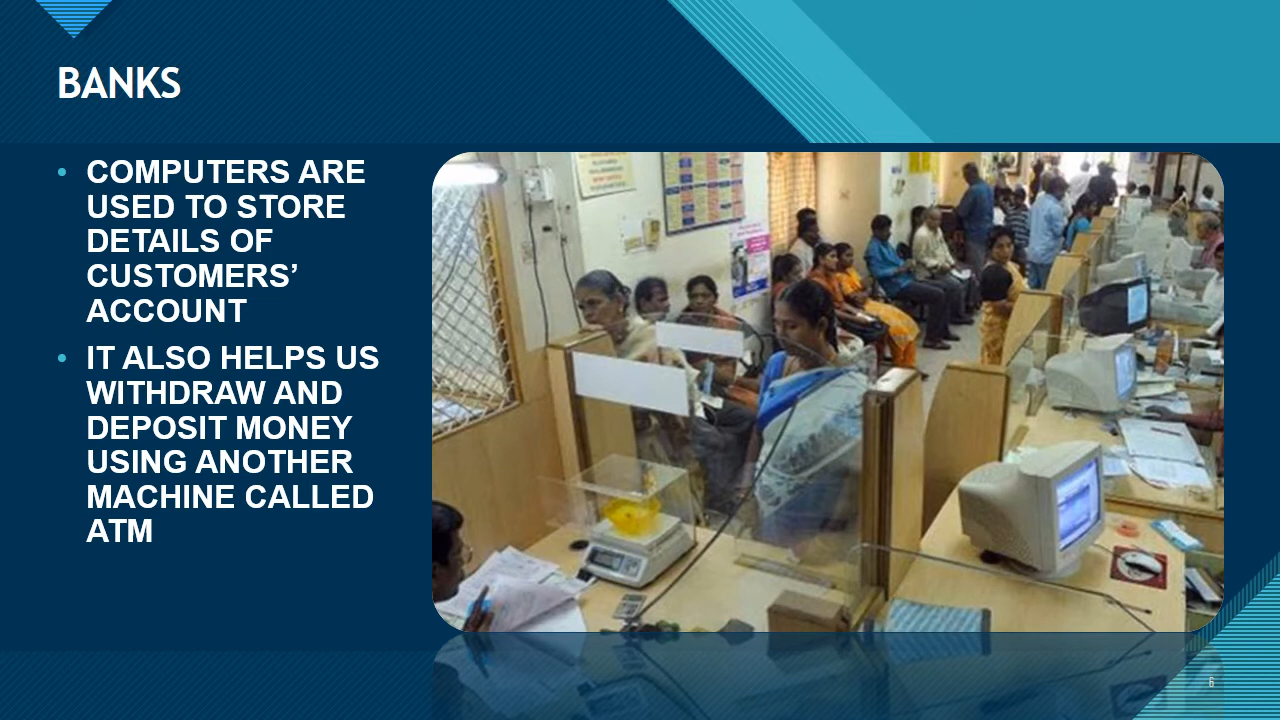 BANKS
• COMPUTERS ARE
USED TO STORE
DETAILS OF
CUSTOMERS’
ACCOUNT
• IT ALSO HELPS US
WITHDRAW AND
DEPOSIT MONEY
USING ANOTHER
MACHINE CALLED
ATM
6